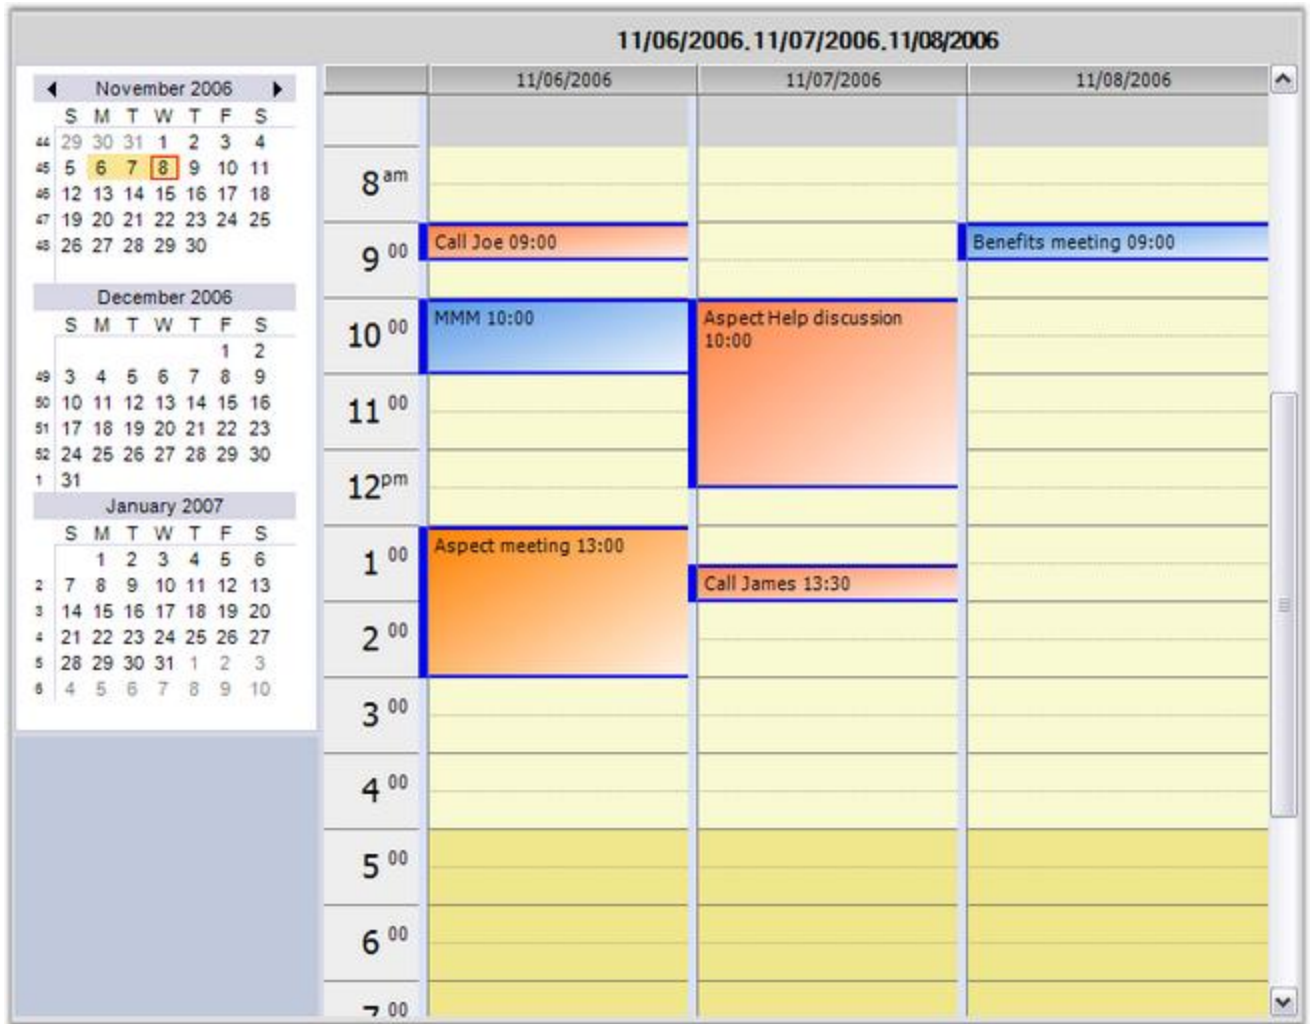 11/06/2006,11/07/2006,11/08/2006
November 2006
S M T W T F S
44 29 30 31 1 2 3 4
45 5 6 7 8 9 10 11
46 12 13 14 15 16 17 18
47 19 20 21 22 23 24 25
48 26 27 28 29 30
December 2006
S M T W T F S
1 2
49 3 4 5 6 7 8 9
50 10 11 12 13 14 15 16
51 17 18 19 20 21 22 23
52 24 25 26 27 28 29 30
1 31
January 2007
S M T W T F S
1 2 3 4 5 6
2 7 8 9 10 11 12 13
3 14 15 16 17 18 19 20
4 21 22 23 24 25 26 27
5 28 29 30 31 1 2 3
6 4 5 6 7 8 9 10
11/06/2006 11/07/2006 11/08/2006
8 am
9 00 Call Joe 09:00 Benefits meeting 09:00
10 00 MMM 10:00 Aspect Help discussion
10:00
11 00
12 pm
1 00 Aspect meeting 13:00
Call James 13:30
2 00
3 00
4 00
5 00
6 00
7 00